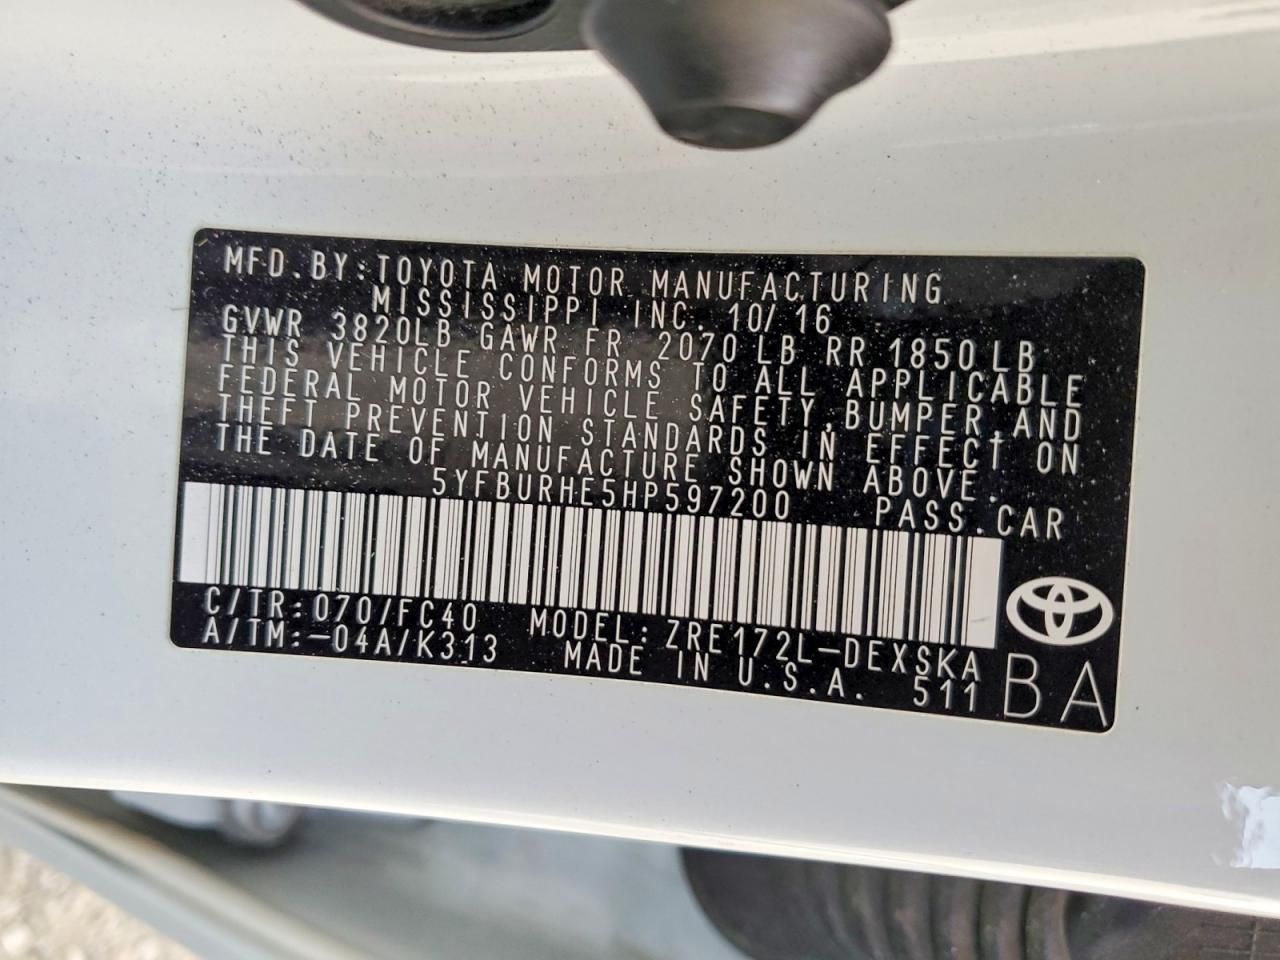 MFD.BY:TOYOTA MOTOR MANUFACTURING
MISSISSIPPI INC. 10/16
GVWR 3820LB GAWR FR 2070LB RR 1850LB
THIS VEHICLE CONFORMS TO ALL APPLICABLE
FEDERAL MOTOR VEHICLE SAFETY,BUMPER,AND
THEFT PREVENTION STANDARDS IN EFFECT ON
THE DATE OF MANUFACTURE SHOWN ABOVE.
5YFBURHE5HP597200 PASS.CAR
C/TR:070/FC40 MODEL:ZRE172L-DEXSKA
A/TM:-04A/K313 MADE IN U.S.A. 511
BA